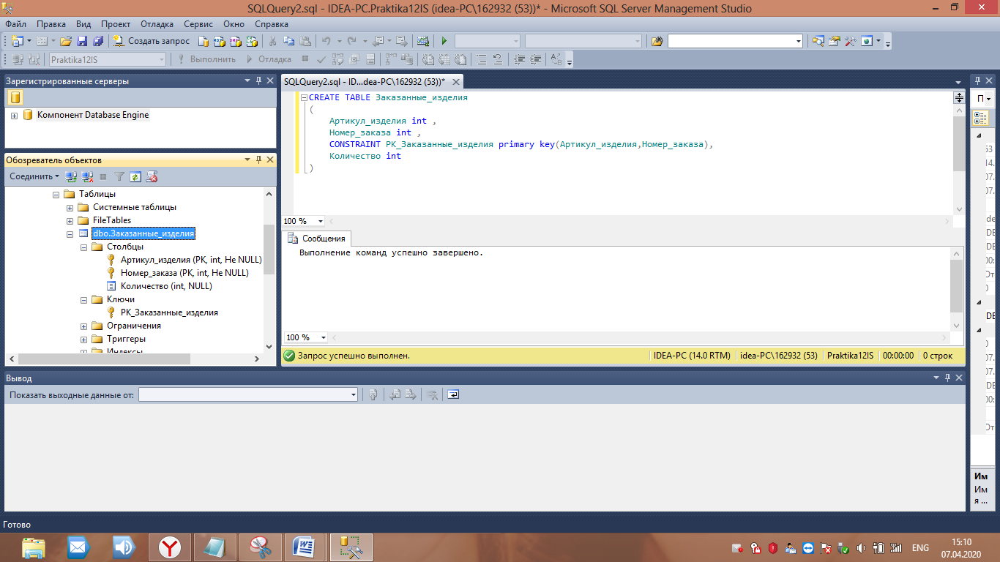 SQLQuery2.sql - IDEA-PC.Praktika12IS (idea-PC\162932 (53))* - Microsoft SQL Server Management Studio
Файл Правка Вид Проект Отладка Сервис Окно Справка
Создать запрос
Praktika12IS Выполнить Отладка
Зарегистрированные серверы
Компонент Database Engine
Обозреватель объектов
Соединить
Таблицы
Системные таблицы
FileTables
dbo.Заказанные_изделия
Столбцы
Артикул_изделия (PK, int, Не NULL)
Номер_заказа (PK, int, Не NULL)
Количество (int, NULL)
Ключи
PK_Заказанные_изделия
Ограничения
Триггеры
Индексы
SQLQuery2.sql - ID...dea-PC\162932 (53))*
CREATE TABLE Заказанные_изделия
(
Артикул_изделия int ,
Номер_заказа int ,
CONSTRAINT PK_Заказанные_изделия primary key(Артикул_изделия,Номер_заказа),
Количество int
)
100 %
Сообщения
Выполнение команд успешно завершено.
100 %
Запрос успешно выполнен. IDEA-PC (14.0 RTM) idea-PC\162932 (53) Praktika12IS 00:00:00 0 строк
П
53
14.
07.
07.
Им
Им
я ...
Вывод
Показать выходные данные от:
Готово
ENG
15:10
07.04.2020